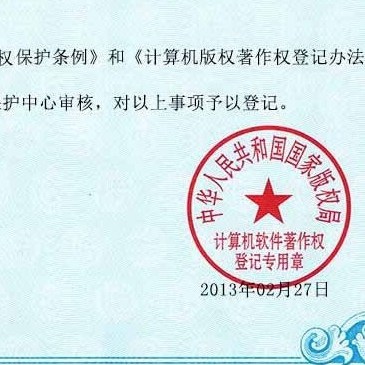 权保护条例》和《计算机版权著作权登记办法
护中心审核，对以上事项予以登记。
中华人民共和国国家版权局
计算机软件著作权
登记专用章
2013年02月27日